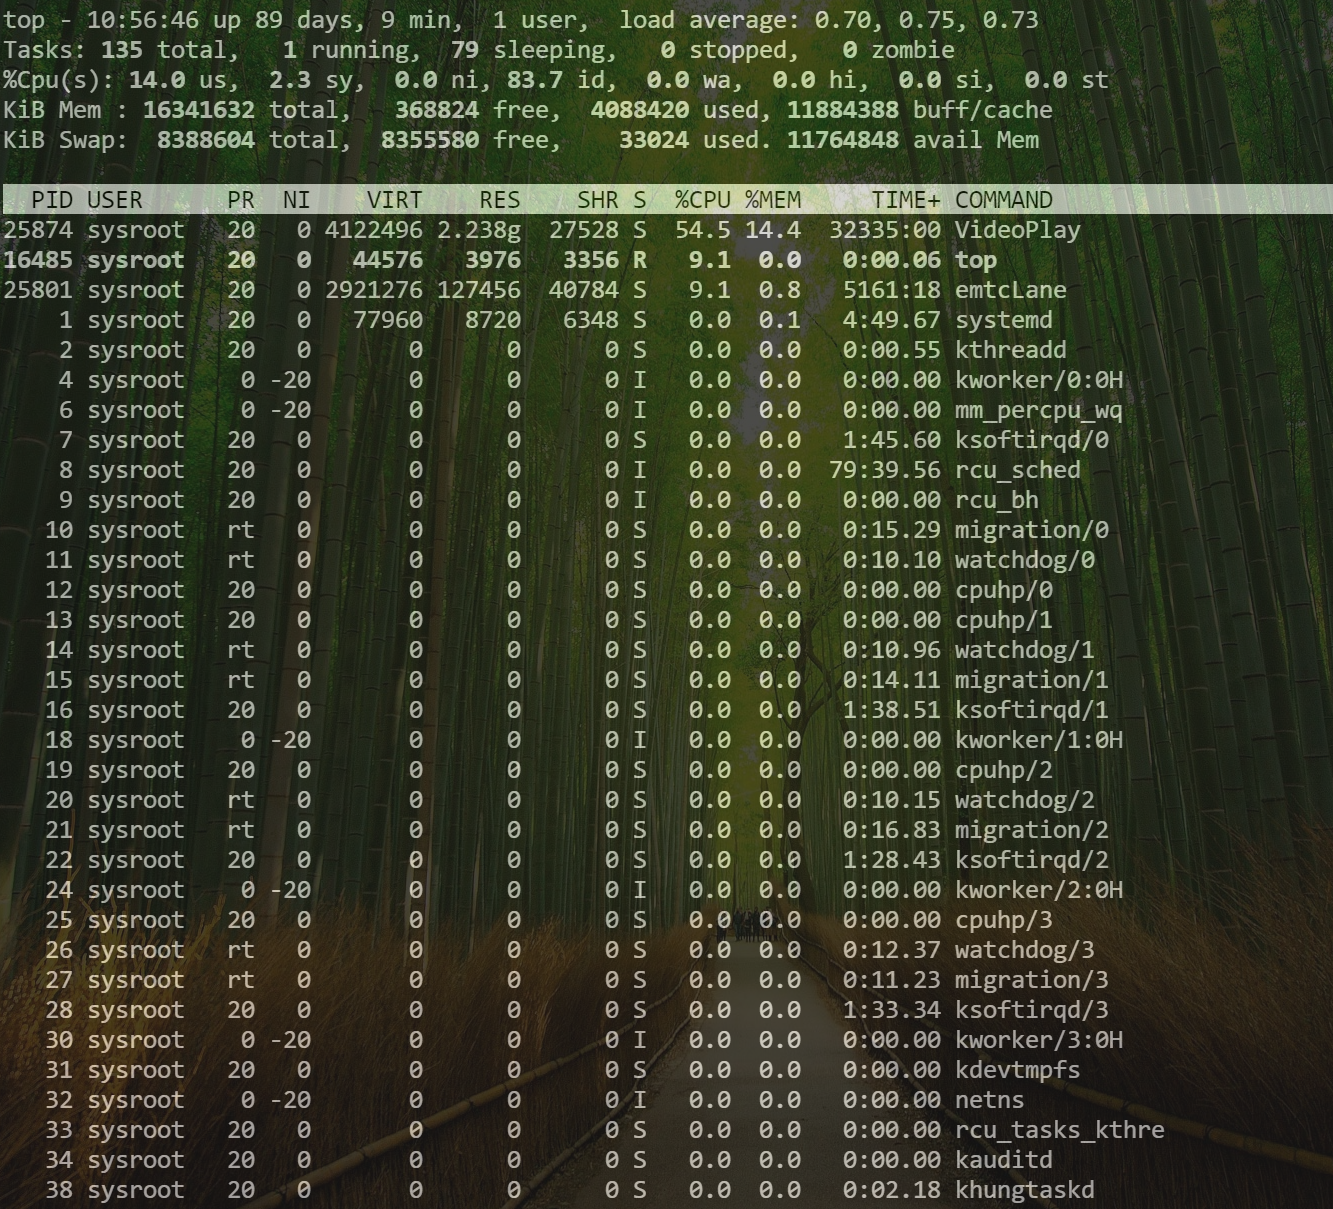 top - 10:56:46 up 89 days, 9 min,  1 user,  load average: 0.70, 0.75, 0.73
Tasks: 135 total,   1 running,  79 sleeping,   0 stopped,   0 zombie
%Cpu(s): 14.0 us,  2.3 sy,  0.0 ni, 83.7 id,  0.0 wa,  0.0 hi,  0.0 si,  0.0 st
KiB Mem : 16341632 total,   368824 free,  4088420 used, 11884388 buff/cache
KiB Swap:  8388604 total,  8355580 free,    33024 used. 11764848 avail Mem
  PID USER      PR  NI    VIRT    RES    SHR S  %CPU %MEM     TIME+ COMMAND
25874 sysroot   20   0 4122496 2.238g  27528 S  54.5 14.4  32335:00 VideoPlay
16485 sysroot   20   0   44576   3976   3356 R   9.1  0.0   0:00.06 top
25801 sysroot   20   0 2921276 127456  40784 S   9.1  0.8   5161:18 emtcLane
    1 sysroot   20   0   77960   8720   6348 S   0.0  0.1   4:49.67 systemd
    2 sysroot   20   0       0      0      0 S   0.0  0.0   0:00.55 kthreadd
    4 sysroot    0 -20       0      0      0 I   0.0  0.0   0:00.00 kworker/0:0H
    6 sysroot    0 -20       0      0      0 I   0.0  0.0   0:00.00 mm_percpu_wq
    7 sysroot   20   0       0      0      0 S   0.0  0.0   1:45.60 ksoftirqd/0
    8 sysroot   20   0       0      0      0 I   0.0  0.0  79:39.56 rcu_sched
    9 sysroot   20   0       0      0      0 I   0.0  0.0   0:00.00 rcu_bh
   10 sysroot   rt   0       0      0      0 S   0.0  0.0   0:15.29 migration/0
   11 sysroot   rt   0       0      0      0 S   0.0  0.0   0:10.10 watchdog/0
   12 sysroot   20   0       0      0      0 S   0.0  0.0   0:00.00 cpuhp/0
   13 sysroot   20   0       0      0      0 S   0.0  0.0   0:00.00 cpuhp/1
   14 sysroot   rt   0       0      0      0 S   0.0  0.0   0:10.96 watchdog/1
   15 sysroot   rt   0       0      0      0 S   0.0  0.0   0:14.11 migration/1
   16 sysroot   20   0       0      0      0 S   0.0  0.0   1:38.51 ksoftirqd/1
   18 sysroot    0 -20       0      0      0 I   0.0  0.0   0:00.00 kworker/1:0H
   19 sysroot   20   0       0      0      0 S   0.0  0.0   0:00.00 cpuhp/2
   20 sysroot   rt   0       0      0      0 S   0.0  0.0   0:10.15 watchdog/2
   21 sysroot   rt   0       0      0      0 S   0.0  0.0   0:16.83 migration/2
   22 sysroot   20   0       0      0      0 S   0.0  0.0   1:28.43 ksoftirqd/2
   24 sysroot    0 -20       0      0      0 I   0.0  0.0   0:00.00 kworker/2:0H
   25 sysroot   20   0       0      0      0 S   0.0  0.0   0:00.00 cpuhp/3
   26 sysroot   rt   0       0      0      0 S   0.0  0.0   0:12.37 watchdog/3
   27 sysroot   rt   0       0      0      0 S   0.0  0.0   0:11.23 migration/3
   28 sysroot   20   0       0      0      0 S   0.0  0.0   1:33.34 ksoftirqd/3
   30 sysroot    0 -20       0      0      0 I   0.0  0.0   0:00.00 kworker/3:0H
   31 sysroot   20   0       0      0      0 S   0.0  0.0   0:00.00 kdevtmpfs
   32 sysroot    0 -20       0      0      0 I   0.0  0.0   0:00.00 netns
   33 sysroot   20   0       0      0      0 S   0.0  0.0   0:00.00 rcu_tasks_kthre
   34 sysroot   20   0       0      0      0 S   0.0  0.0   0:00.00 kauditd
   38 sysroot   20   0       0      0      0 S   0.0  0.0   0:02.18 khungtaskd